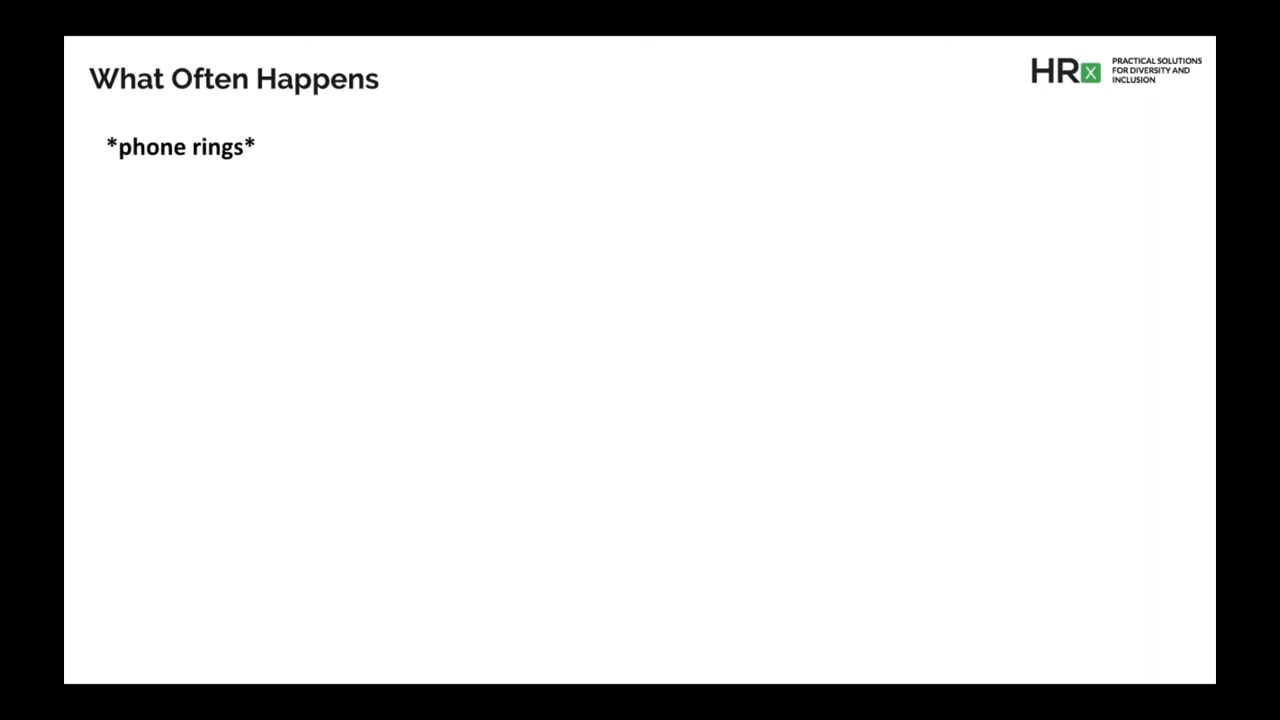 What Often Happens
HRx
PRACTICAL SOLUTIONS
FOR DIVERSITY AND
INCLUSION
*phone rings*